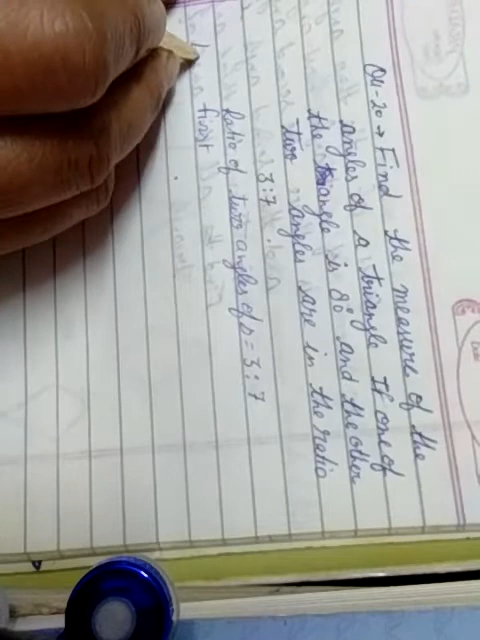 Qu-20 → Find the measure of the
angles of a triangle If one of
the triangle is 80° and the other
two angles are in the ratio
3:7
Ratio of two angles of Δ = 3:7
first